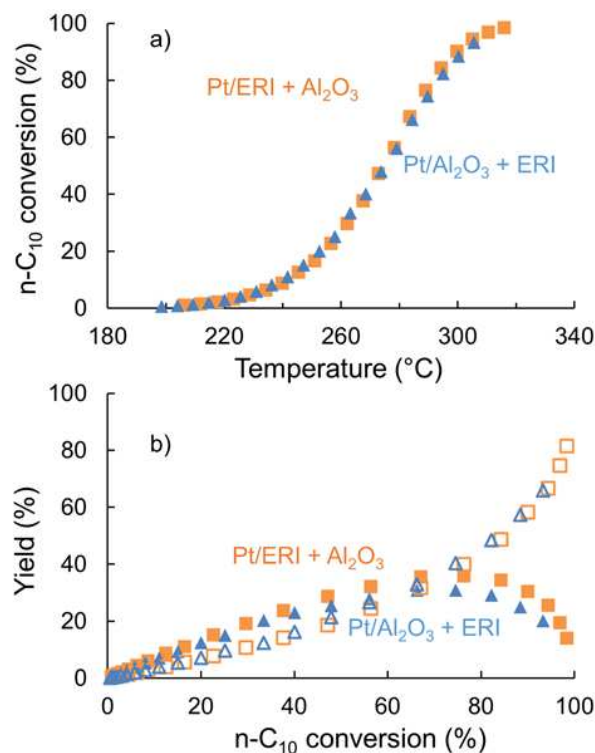 100
a)
80
Pt/ERI + Al₂O₃
60
Pt/Al₂O₃ + ERI
40
20
0
n-C₁₀ conversion (%)
180 220 260 300 340
Temperature (°C)
100
b)
80
60
Pt/ERI + Al₂O₃
40
20
Pt/Al₂O₃ + ERI
0
Yield (%)
0 20 40 60 80 100
n-C₁₀ conversion (%)